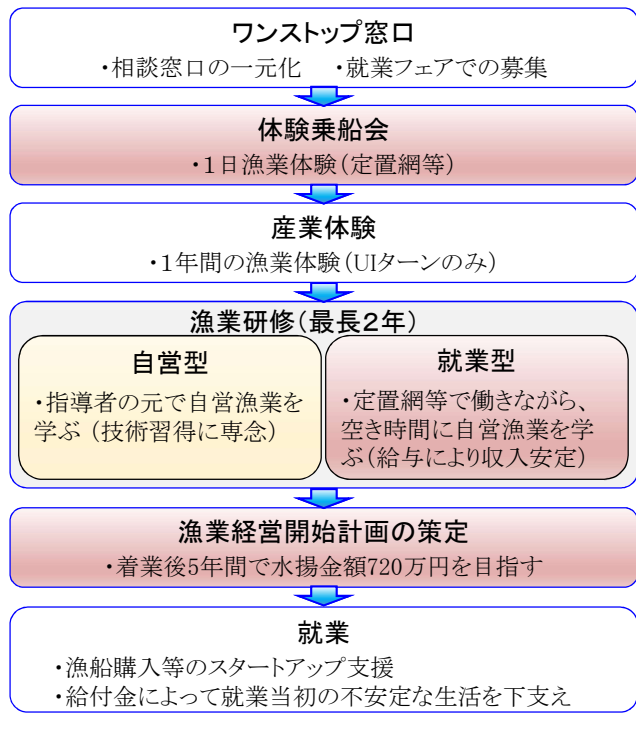 ワンストップ窓口
・相談窓口の一元化　・就業フェアでの募集
体験乗船会
・１日漁業体験（定置網等）
産業体験
・1年間の漁業体験（UIターンのみ）
漁業研修（最長２年）
自営型
・指導者の元で自営漁業を
学ぶ（技術習得に専念）
就業型
・定置網等で働きながら、
空き時間に自営漁業を学
ぶ（給与により収入安定）
漁業経営開始計画の策定
・着業後5年間で水揚金額720万円を目指す
就業
・漁船購入等のスタートアップ支援
・給付金によって就業当初の不安定な生活を下支え